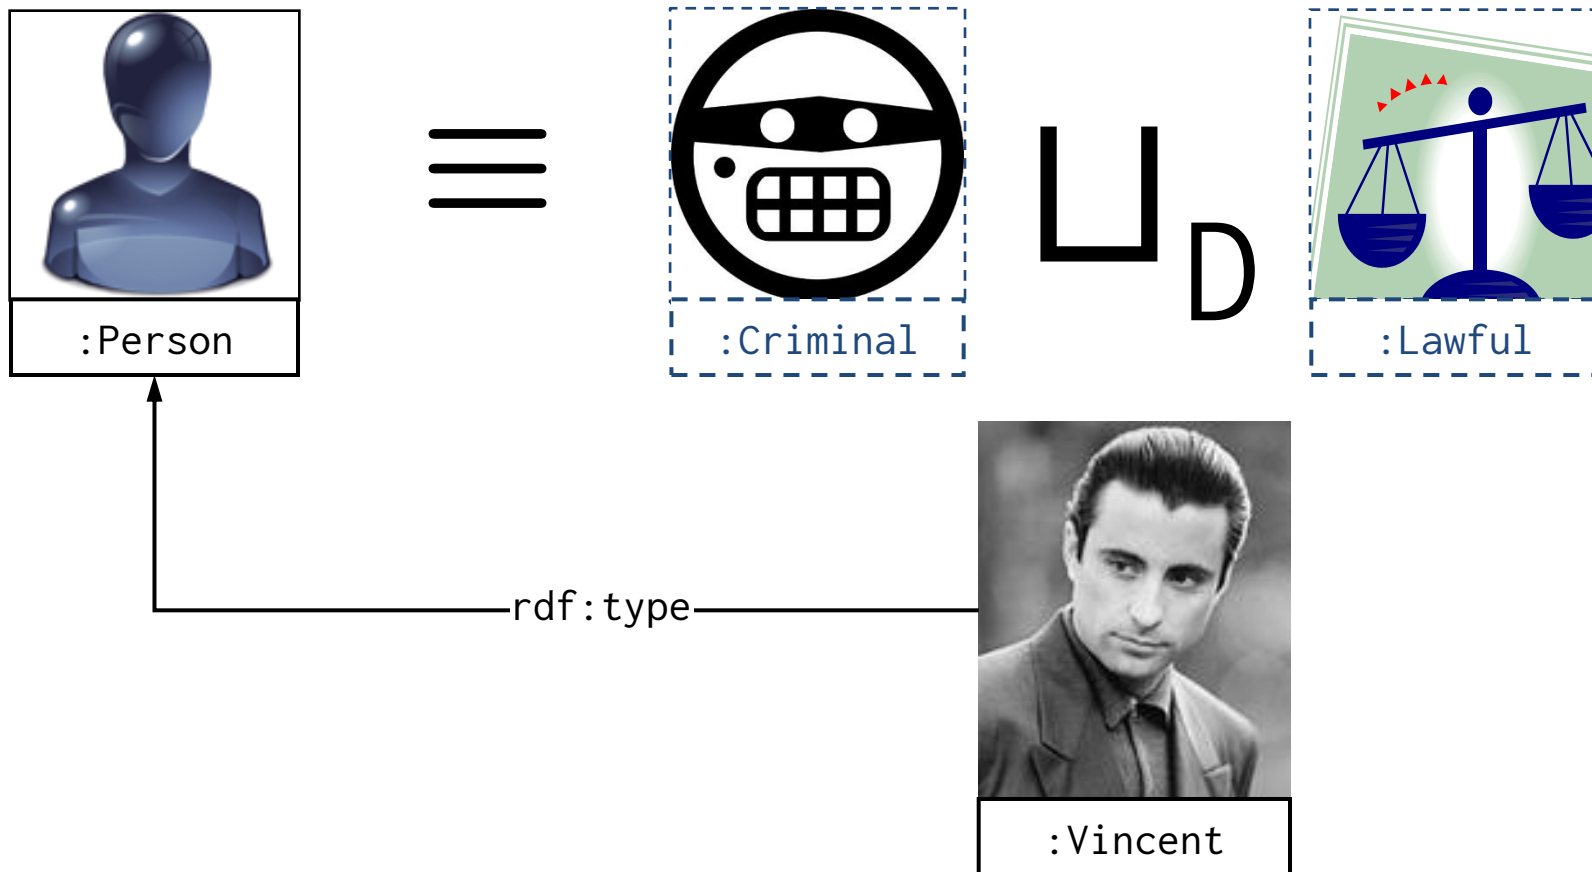 ≡ ⊔ D
:Person :Criminal :Lawful
rdf:type
:Vincent